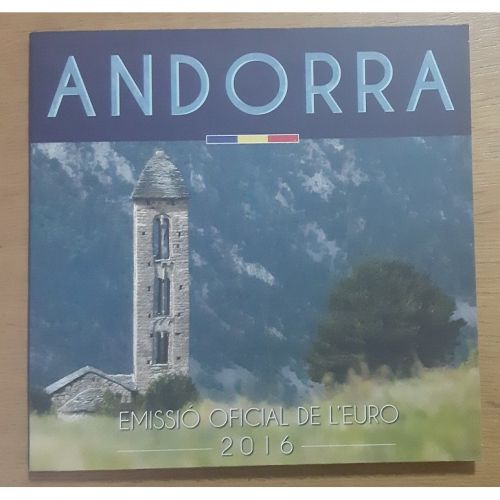 ANDORRA
EMISSIÓ OFICIAL DE L'EURO
2016